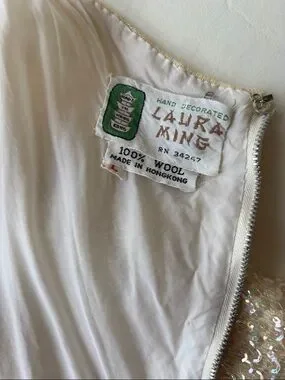 HAND DECORATED
LAURA
MING
RN 34247
100% WOOL
MADE IN HONGKONG
L